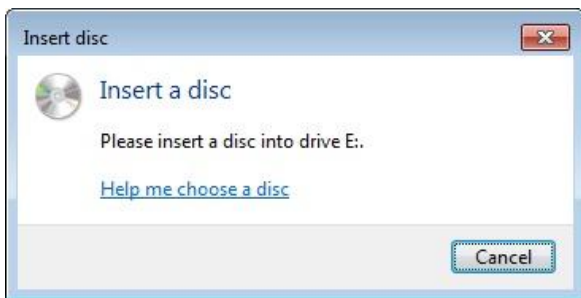 Insert disc
Insert a disc
Please insert a disc into drive E:.
Help me choose a disc
Cancel